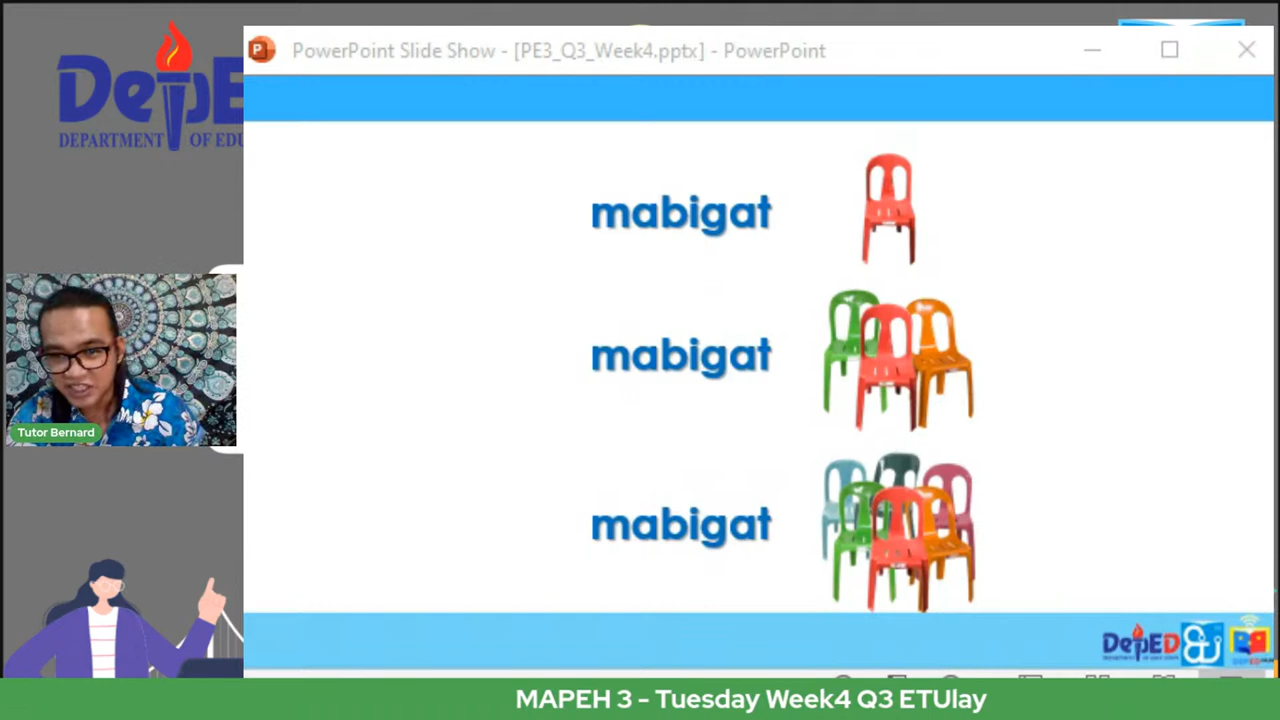 PowerPoint Slide Show - [PE3_Q3_Week4.pptx] - PowerPoint
DepE
DEPARTMENT OF EDU
mabigat
mabigat
mabigat
Tutor Bernard
DepED
MAPEH 3 - Tuesday Week4 Q3 ETUlay